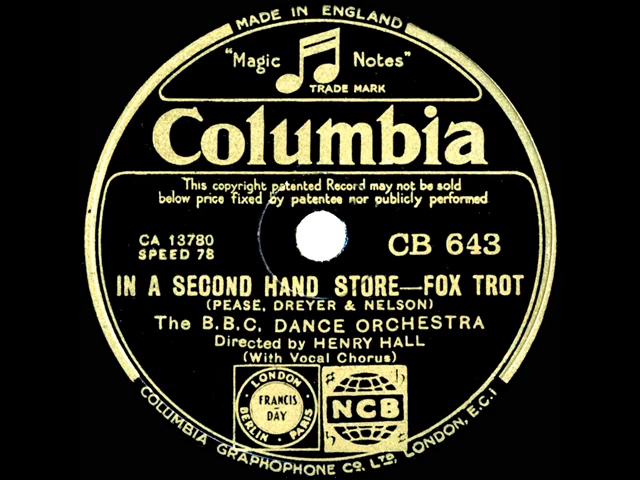 MADE IN ENGLAND
"Magic Notes"
TRADE MARK
Columbia
This copyright patented Record may not be sold
below price fixed by patentee nor publicly performed
CA 13780
SPEED 78
CB 643
IN A SECOND HAND STORE—FOX TROT
(PEASE, DREYER & NELSON)
The B.B.C. DANCE ORCHESTRA
Directed by HENRY HALL
(With Vocal Chorus)
LONDON
FRANCIS
-
DAY
BERLIN · PARIS
NCB
COLUMBIA GRAPHOPHONE CO. LTD, LONDON, E.C.1